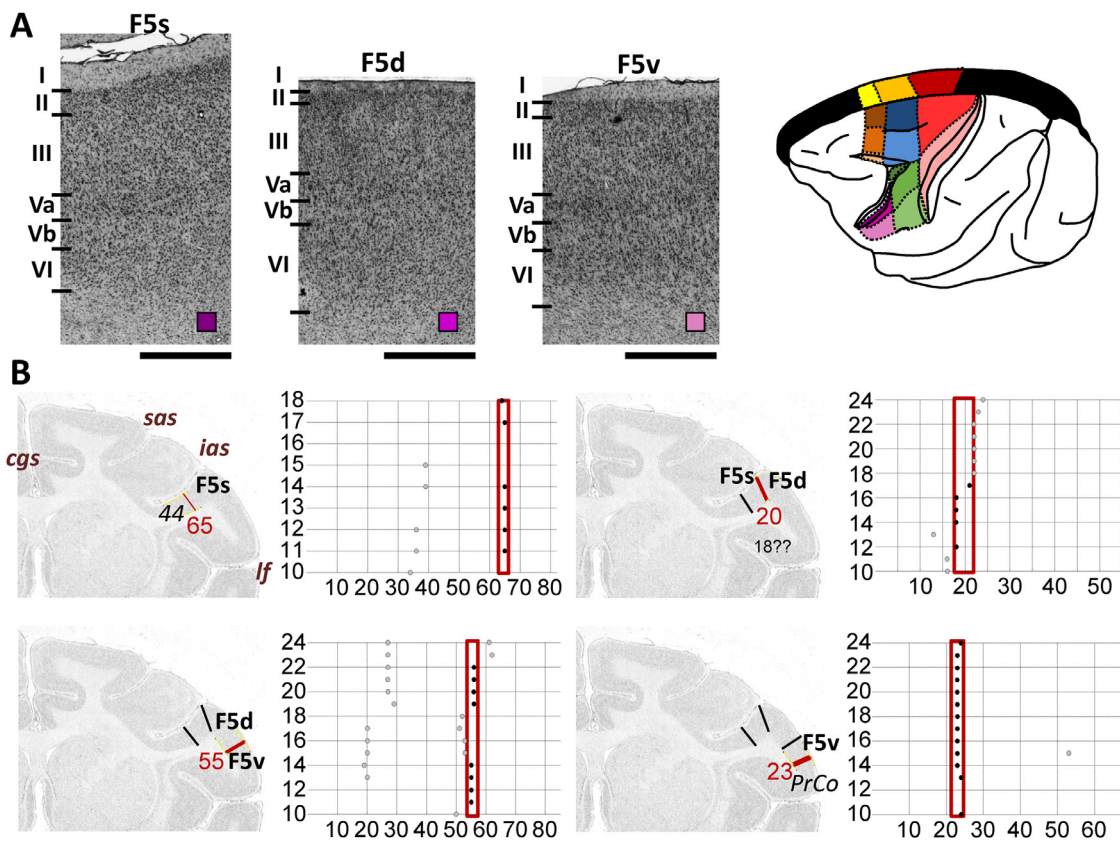 A
F5s
F5d
F5v
I
II
III
Va
Vb
VI
I
II
III
Va
Vb
VI
I
II
III
Va
Vb
VI
B
sas
ias
cgs
F5s
44
65
lf
18
17
16
15
14
13
12
11
10
10 20 30 40 50 60 70 80
F5s F5d
20
18??
24
22
21
20
18
16
14
12
10
10 20 30 40 50
F5d
55 F5v
24
22
20
18
16
14
12
10
10 20 30 40 50 60 70 80
F5v
23
PrCo
24
22
20
18
16
14
12
10
10 20 30 40 50 60